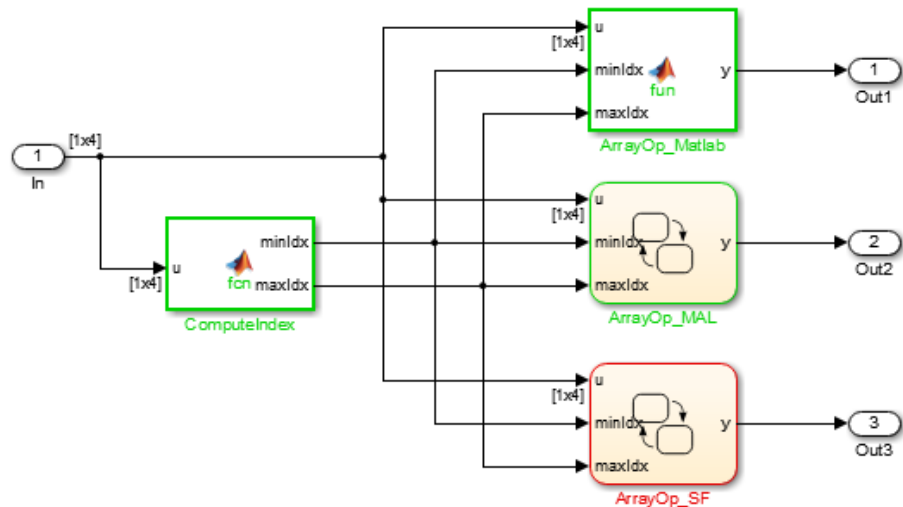 u
[1x4]
minIdx
y
1
fun
Out1
maxIdx
ArrayOp_Matlab
[1x4]
1
In
u
[1x4]
minIdx
y
2
Out2
maxIdx
ArrayOp_MAL
minIdx
u
fcn
[1x4]
maxIdx
ComputeIndex
u
[1x4]
minIdx
y
3
Out3
maxIdx
ArrayOp_SF